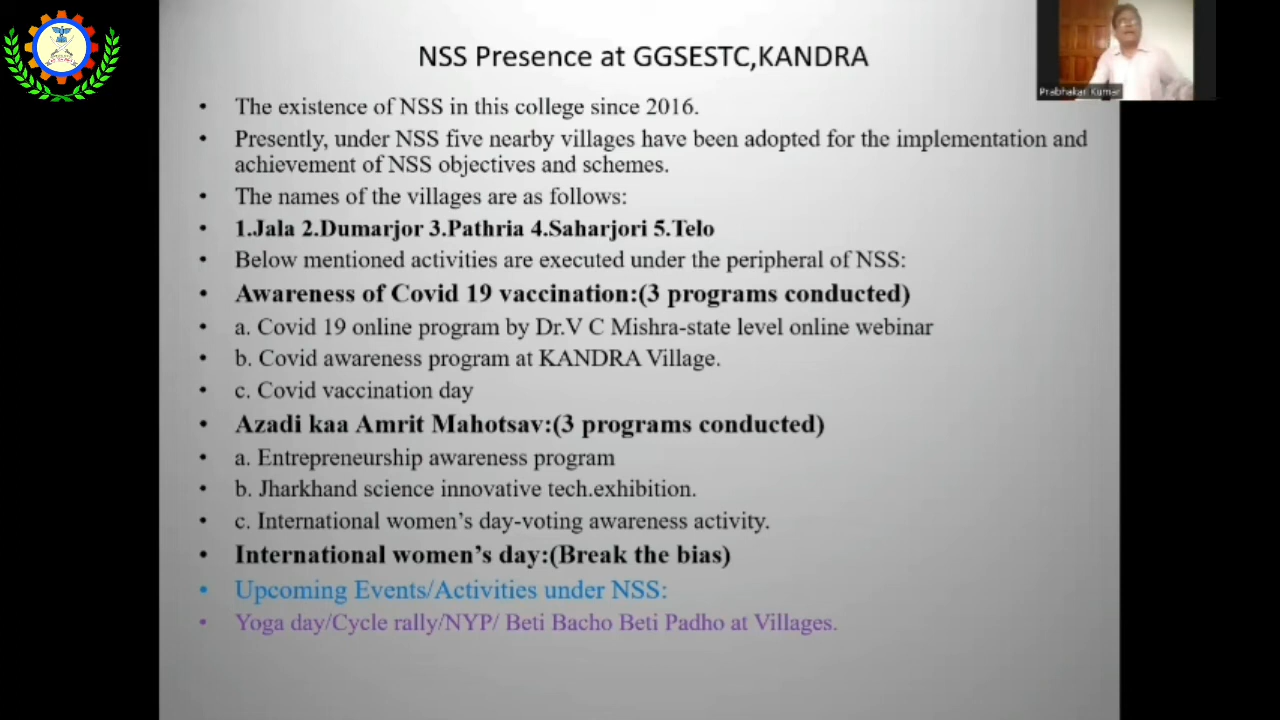 NSS Presence at GGSESTC,KANDRA
Prabhakar Kumar
• The existence of NSS in this college since 2016.
• Presently, under NSS five nearby villages have been adopted for the implementation and
achievement of NSS objectives and schemes.
• The names of the villages are as follows:
• 1.Jala 2.Dumarjor 3.Pathria 4.Saharjori 5.Telo
• Below mentioned activities are executed under the peripheral of NSS:
• Awareness of Covid 19 vaccination:(3 programs conducted)
• a. Covid 19 online program by Dr.V C Mishra-state level online webinar
• b. Covid awareness program at KANDRA Village.
• c. Covid vaccination day
• Azadi kaa Amrit Mahotsav:(3 programs conducted)
• a. Entrepreneurship awareness program
• b. Jharkhand science innovative tech.exhibition.
• c. International women’s day-voting awareness activity.
• International women’s day:(Break the bias)
• Upcoming Events/Activities under NSS:
• Yoga day/Cycle rally/NYP/ Beti Bacho Beti Padho at Villages.